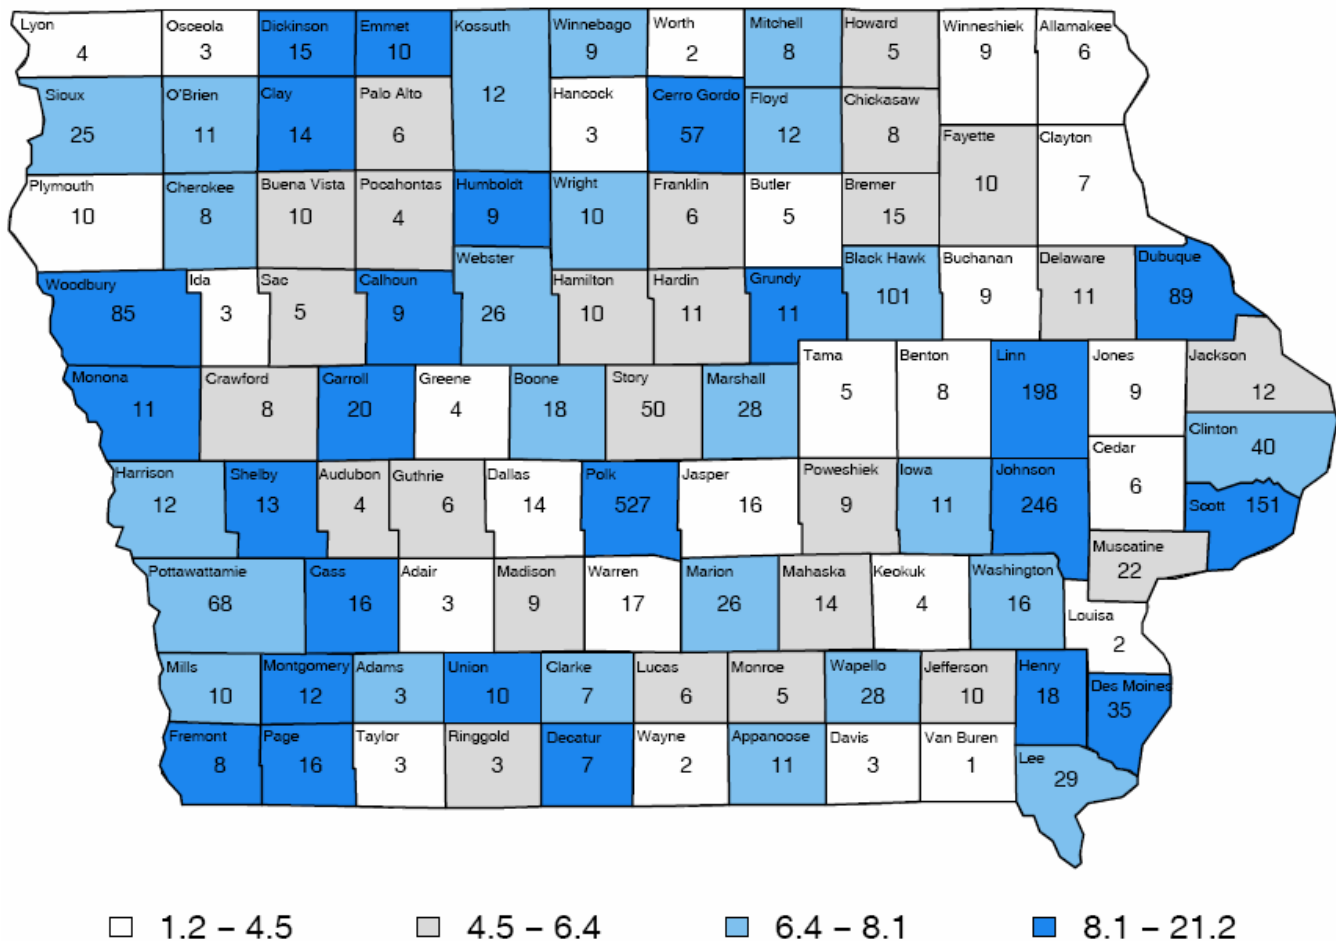 Lyon Osceola Dickinson Emmet Kossuth Winnebago Worth Mitchell Howard Winneshiek Allamakee
4 3 15 10 12 9 2 8 5 9 6
Sioux O'Brien Clay Palo Alto Hancock Cerro Gordo Floyd Chickasaw
25 11 14 6 3 57 12 8
Fayette Clayton
10 7
Plymouth Cherokee Buena Vista Pocahontas Humboldt Wright Franklin Butler Bremer
10 8 10 4 9 10 6 5 15
Woodbury Ida Sac Calhoun Webster Hamilton Hardin Grundy Black Hawk Buchanan Delaware Dubuque
85 3 5 9 26 10 11 11 101 9 11 89
Monona Crawford Carroll Greene Boone Story Marshall Tama Benton Linn Jones Jackson
11 8 20 4 18 50 28 5 8 198 9 12
Clinton
40
Harrison Shelby Audubon Guthrie Dallas Polk Jasper Poweshiek Iowa Johnson Cedar Scott
12 13 4 6 14 527 16 9 11 246 6 151
Muscatine
22
Pottawattamie Cass Adair Madison Warren Marion Mahaska Keokuk Washington Louisa
68 16 3 9 17 26 14 4 16 2
Mills Montgomery Adams Union Clarke Lucas Monroe Wapello Jefferson Henry Des Moines
10 12 3 10 7 6 5 28 10 18 35
Fremont Page Taylor Ringgold Decatur Wayne Appanoose Davis Van Buren Lee
8 16 3 3 7 2 11 3 1 29
1.2 – 4.5 4.5 – 6.4 6.4 – 8.1 8.1 – 21.2